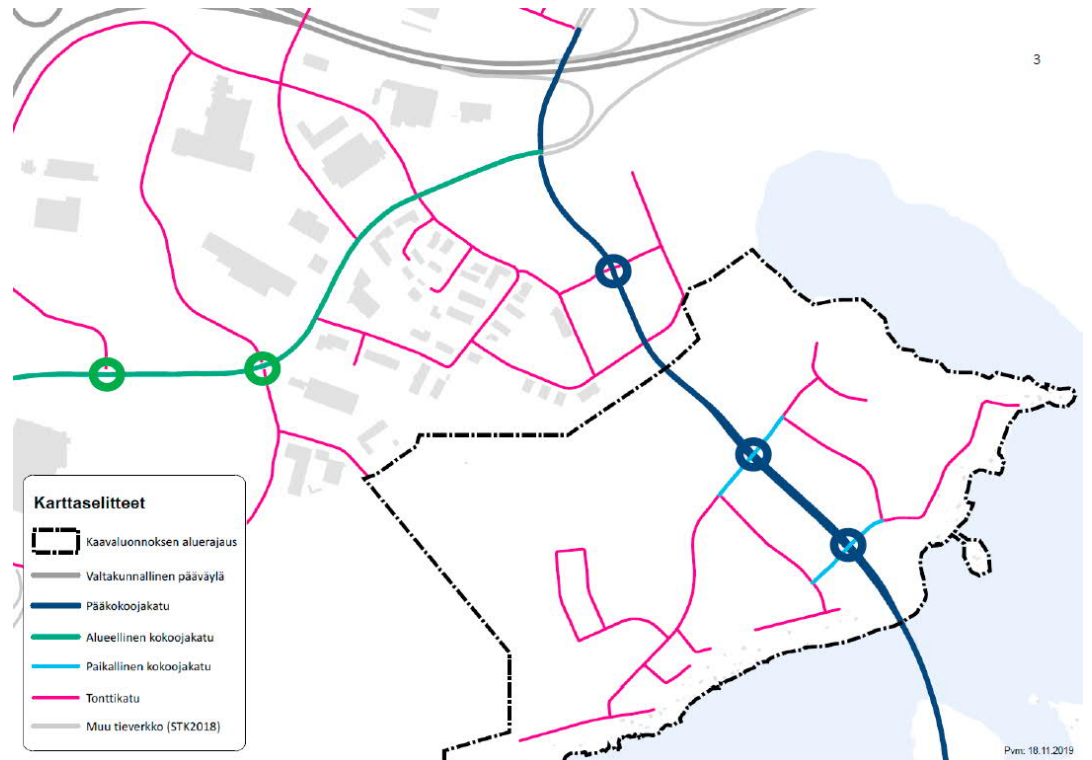 3
Karttaselitteet
Kaavaluonnoksen aluerajaus
Valtakunnallinen pääväylä
Pääkokoojakatu
Alueellinen kokoojakatu
Paikallinen kokoojakatu
Tonttikatu
Muu tieverkko (STK2018)
Pvm: 18.11.2019